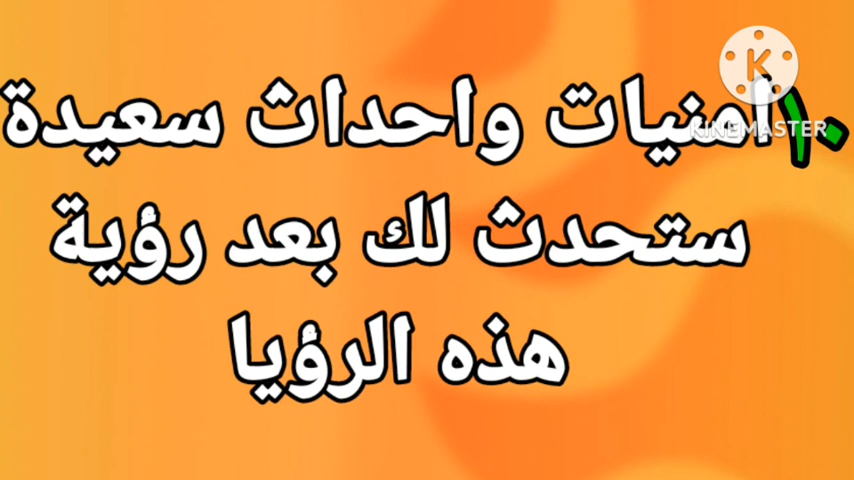 ١٠ امنيات واحداث سعيدة
ستحدث لك بعد رؤية
هذه الرؤيا
K
KINEMASTER